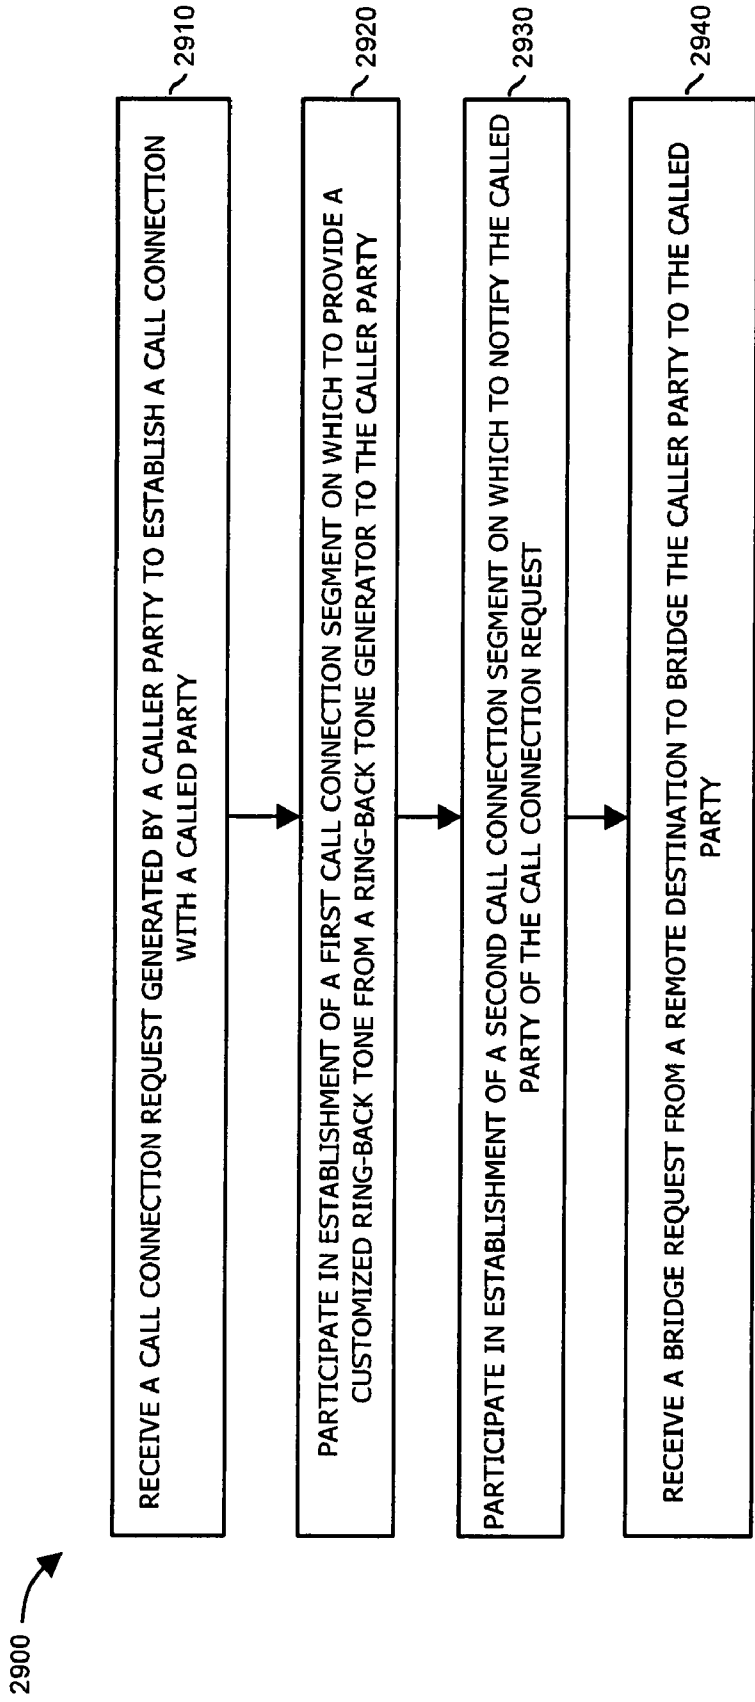 2900
RECEIVE A CALL CONNECTION REQUEST GENERATED BY A CALLER PARTY TO ESTABLISH A CALL CONNECTION
WITH A CALLED PARTY
2910
PARTICIPATE IN ESTABLISHMENT OF A FIRST CALL CONNECTION SEGMENT ON WHICH TO PROVIDE A
CUSTOMIZED RING-BACK TONE FROM A RING-BACK TONE GENERATOR TO THE CALLER PARTY
2920
PARTICIPATE IN ESTABLISHMENT OF A SECOND CALL CONNECTION SEGMENT ON WHICH TO NOTIFY THE CALLED
PARTY OF THE CALL CONNECTION REQUEST
2930
RECEIVE A BRIDGE REQUEST FROM A REMOTE DESTINATION TO BRIDGE THE CALLER PARTY TO THE CALLED
PARTY
2940